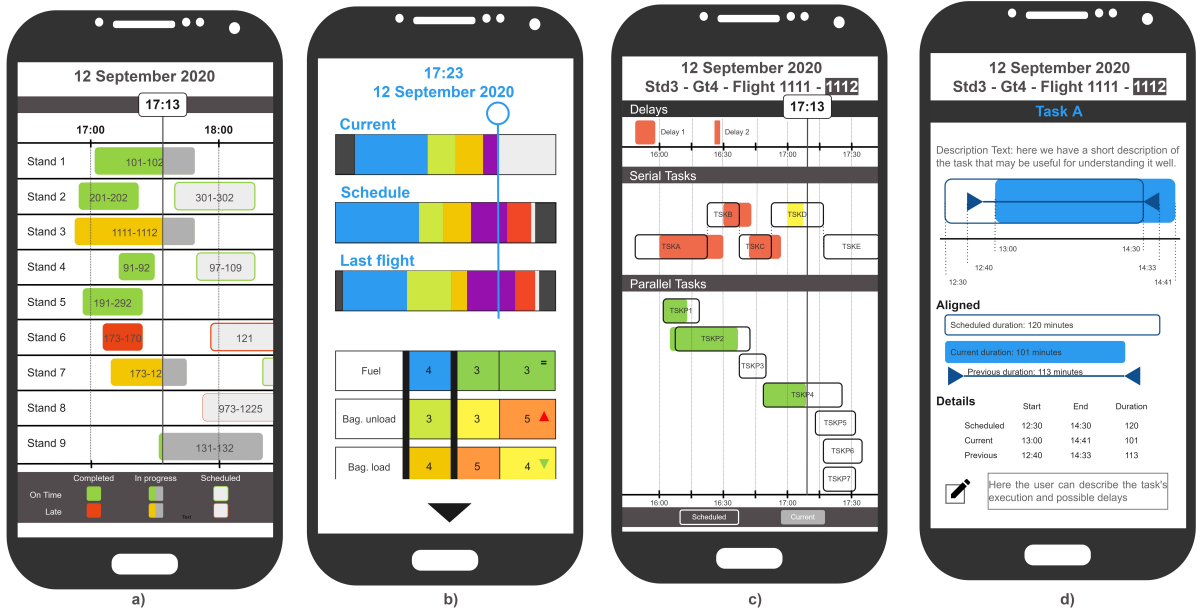 12 September 2020
17:13
17:00 18:00
Stand 1 101-102
Stand 2 201-202 301-302
Stand 3 1111-1112
Stand 4 91-92 97-109
Stand 5 191-292
Stand 6 173-170 121
Stand 7 173-12
Stand 8 973-1225
Stand 9 131-132
Completed In progress Scheduled
On Time
Late Text
a)
17:23
12 September 2020
Current
Schedule
Last flight
Fuel 4 3 3 =
Bag. unload 3 3 5
Bag. load 4 5 4
b)
12 September 2020
Std3 - Gt4 - Flight 1111 - 1112
17:13
Delays
Delay 1 Delay 2
16:00 16:30 17:00 17:30
Serial Tasks
TSKB TSKD
TSKA TSKC TSKE
Parallel Tasks
TSKP1
TSKP2
TSKP3
TSKP4
TSKP5
TSKP6
TSKP7
16:00 16:30 17:00 17:30
Scheduled Current
c)
12 September 2020
Std3 - Gt4 - Flight 1111 - 1112
Task A
Description Text: here we have a short description of
the task that may be useful for understanding it well.
13:00 14:30
12:40 14:33
12:30 14:41
Aligned
Scheduled duration: 120 minutes
Current duration: 101 minutes
Previous duration: 113 minutes
Details Start End Duration
Scheduled 12:30 14:30 120
Current 13:00 14:41 101
Previous 12:40 14:33 113
Here the user can describe the task's
execution and possible delays
d)